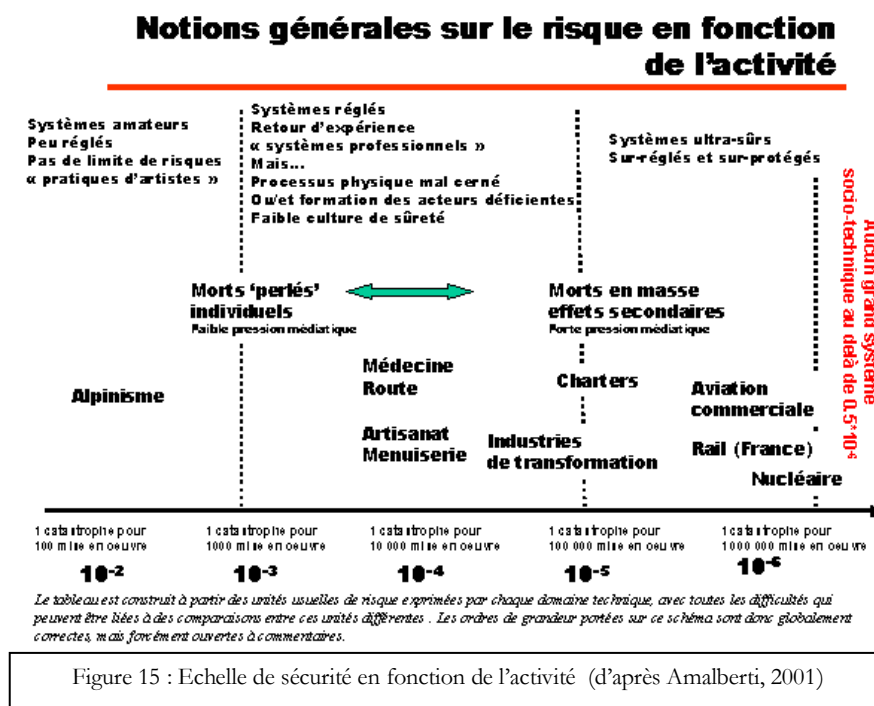 Notions générales sur le risque en fonction
de l'activité
Systèmes amateurs
Peu réglés
Pas de limite de risques
« pratiques d'artistes »
Systèmes réglés
Retour d'expérience
« systèmes professionnels »
Mais...
Processus physique mal cerné
Ou/et formation des acteurs déficientes
Faible culture de sûreté
Systèmes ultra-sûrs
Sur-réglés et sur-protégés
Aucun grand système
socio-technique au delà de 0.5*10-6
Morts 'perlés'
individuels
Faible pression médiatique
Morts en masse
effets secondaires
Forte pression médiatique
Alpinisme
Médecine
Route
Artisanat
Menuiserie
Charters
Industries
de transformation
Aviation
commerciale
Rail (France)
Nucléaire
1 catastrophe pour
100 mise en oeuvre
10-2
1 catastrophe pour
1000 mise en oeuvre
10-3
1 catastrophe pour
10 000 mise en oeuvre
10-4
1 catastrophe pour
100 000 mise en oeuvre
10-5
1 catastrophe pour
1000 000 mise en oeuvre
10-6
Le tableau est construit à partir des unités usuelles de risque exprimées par chaque domaine technique, avec toutes les difficultés qui
peuvent être liées à des comparaisons entre ces unités différentes . Les ordres de grandeur portées sur ce schéma sont donc globalement
correctes, mais forcément ouvertes à commentaires.
Figure 15 : Echelle de sécurité en fonction de l'activité (d'après Amalberti, 2001)